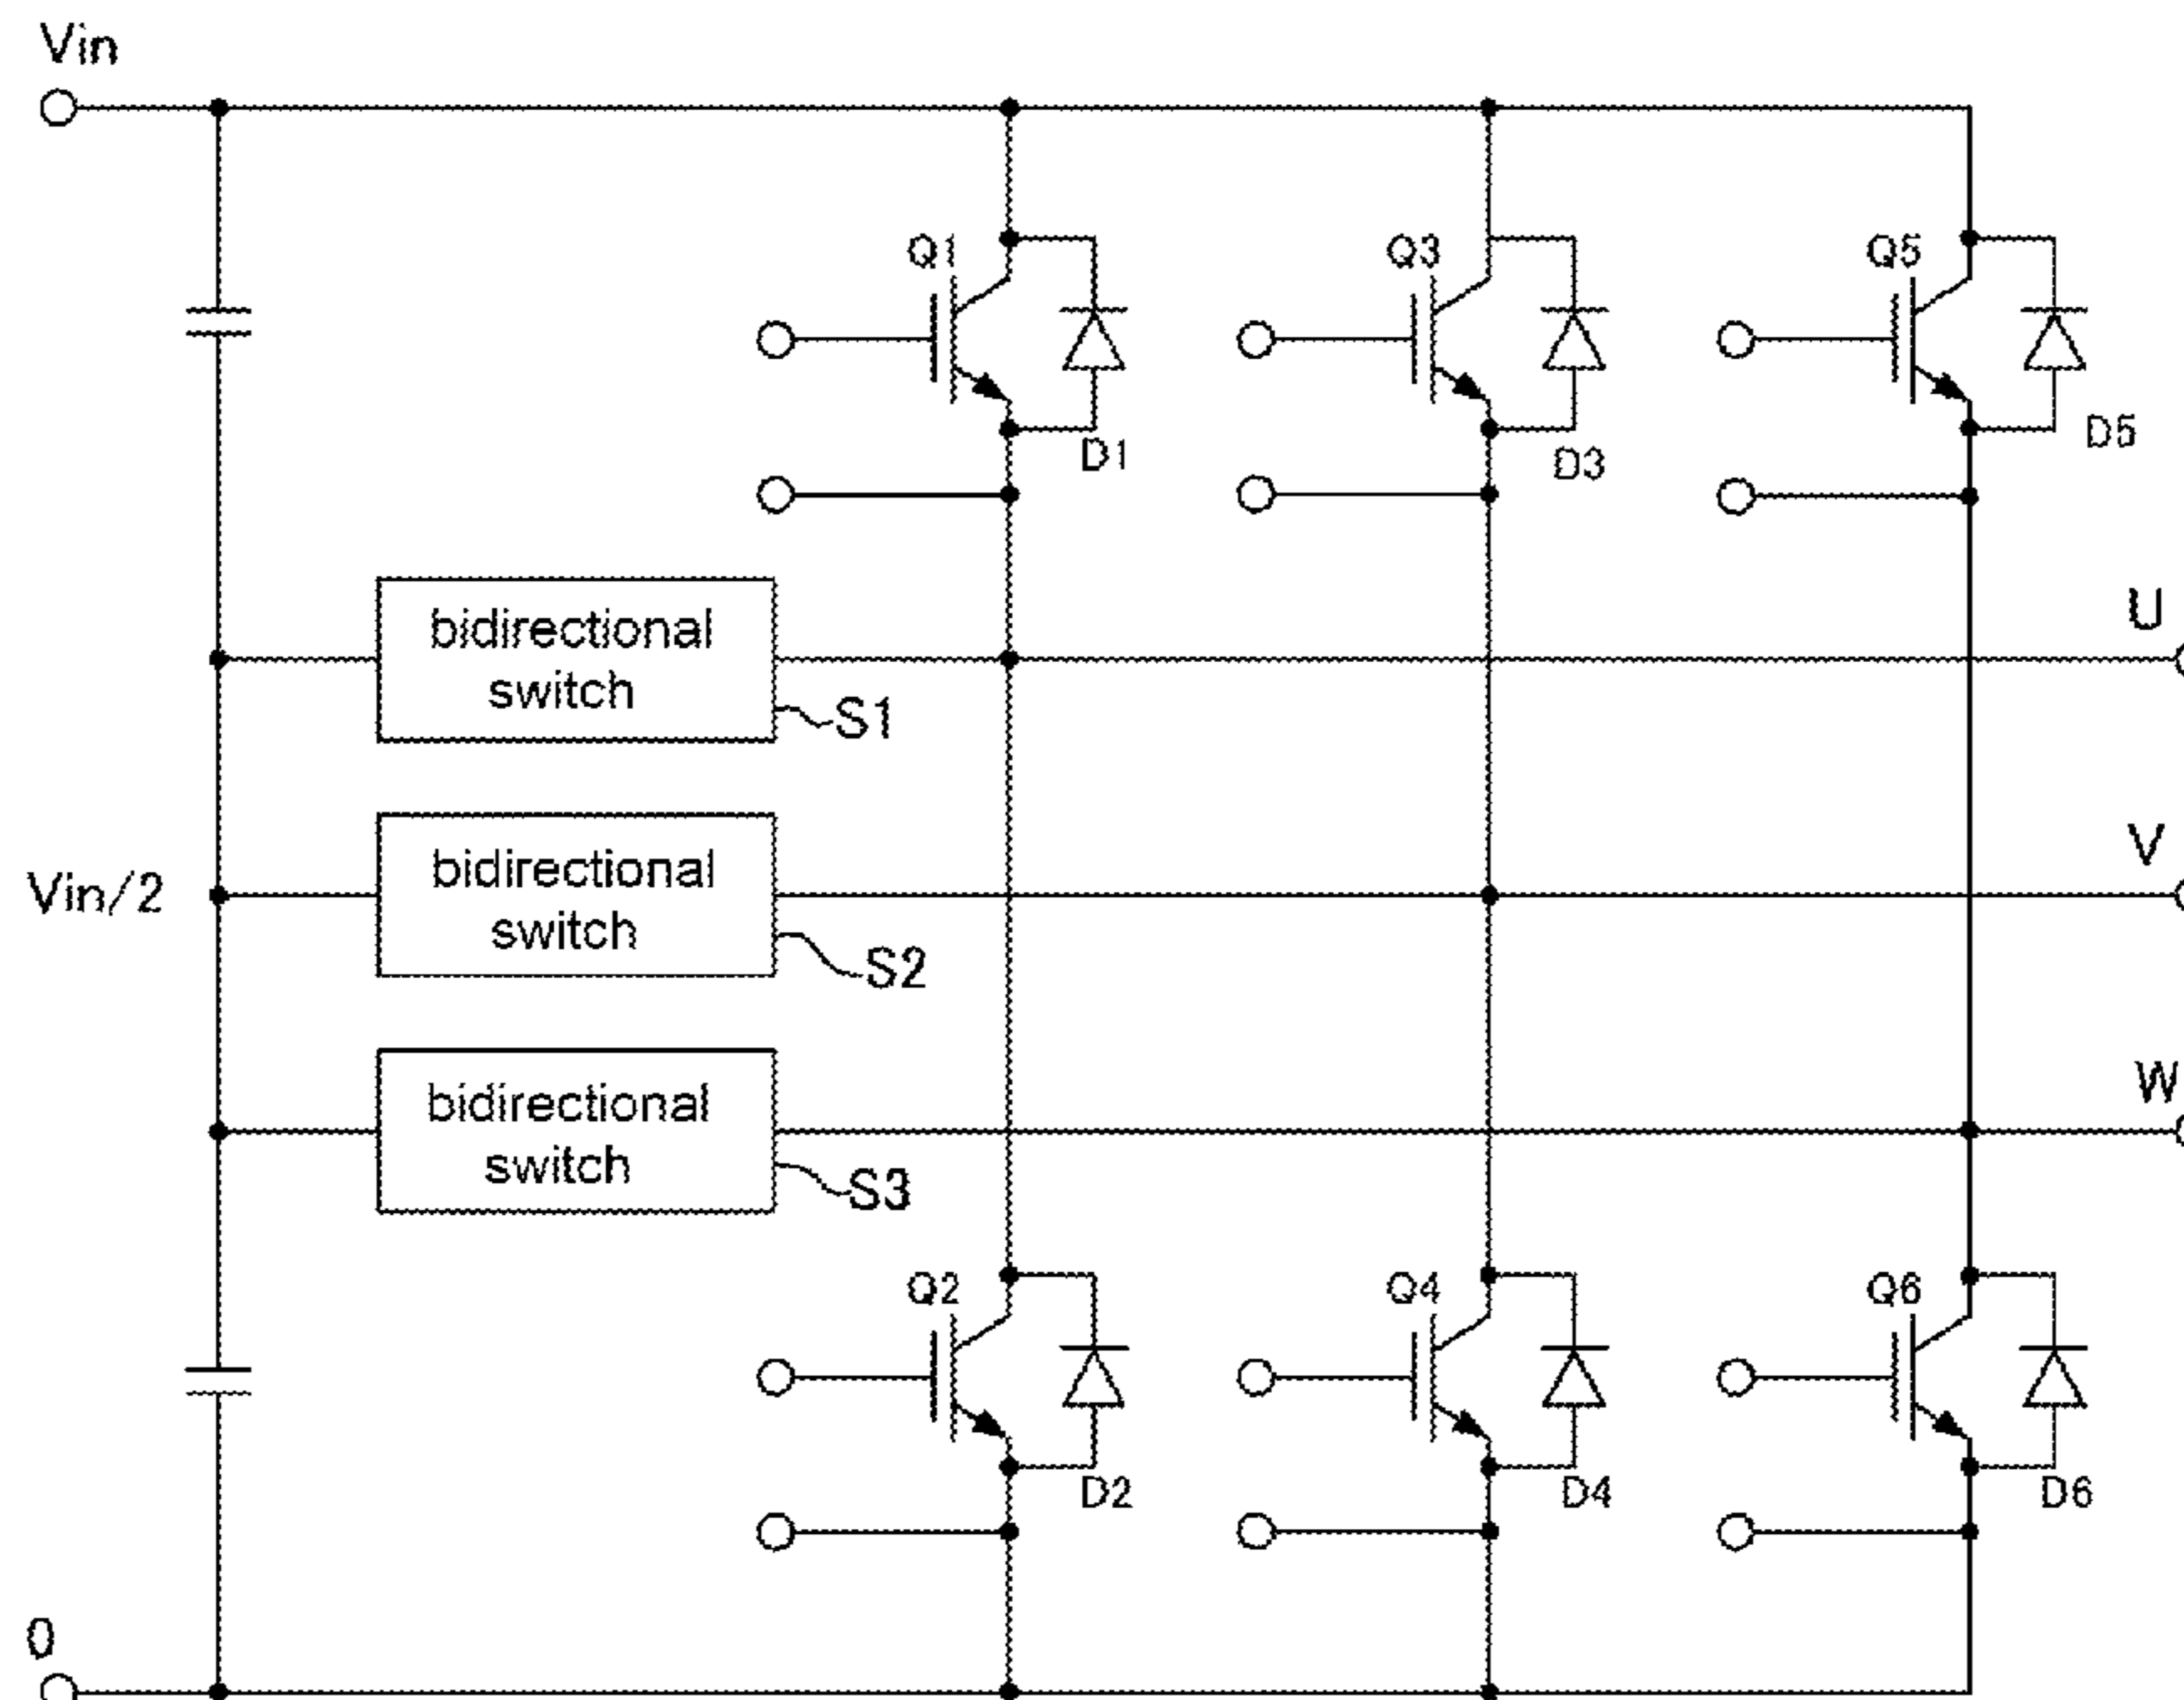 Vin
Q1
Q3
Q5
D1
D3
D5
bidirectional
switch
S1
U
Vin/2
bidirectional
switch
S2
V
bidirectional
switch
S3
W
Q2
Q4
Q6
D2
D4
D6
0